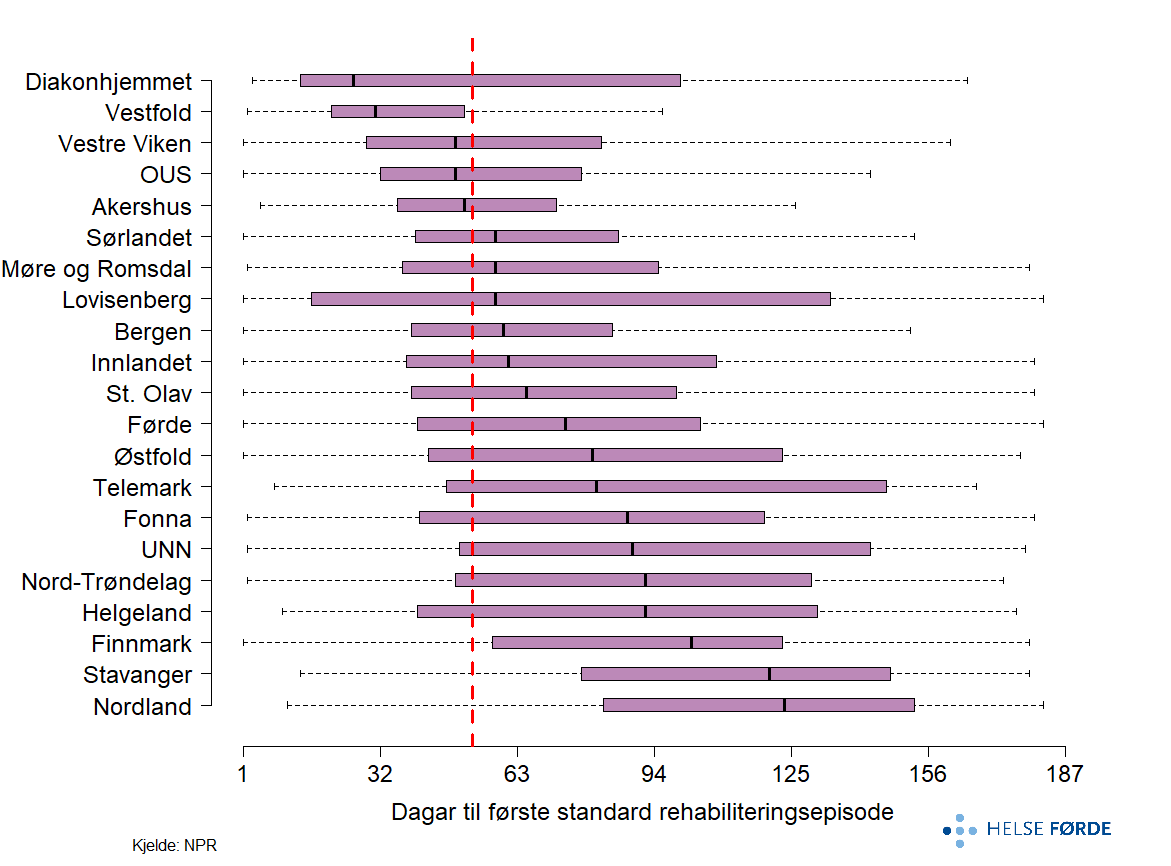 Diakonhjemmet
Vestfold
Vestre Viken
OUS
Akershus
Sørlandet
Møre og Romsdal
Lovisenberg
Bergen
Innlandet
St. Olav
Førde
Østfold
Telemark
Fonna
UNN
Nord-Trøndelag
Helgeland
Finnmark
Stavanger
Nordland
1 32 63 94 125 156 187
Dagar til første standard rehabiliteringsepisode
HELSE FØRDE
Kjelde: NPR